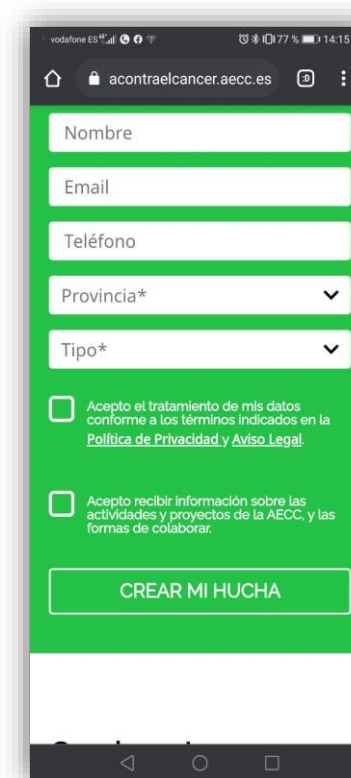 vodafone ES 77 % 14:15
acontraelcancer.aecc.es :D
Nombre
Email
Teléfono
Provincia*
Tipo*
Acepto el tratamiento de mis datos
conforme a los términos indicados en la
Política de Privacidad y Aviso Legal.
Acepto recibir información sobre las
actividades y proyectos de la AECC, y las
formas de colaborar.
CREAR MI HUCHA